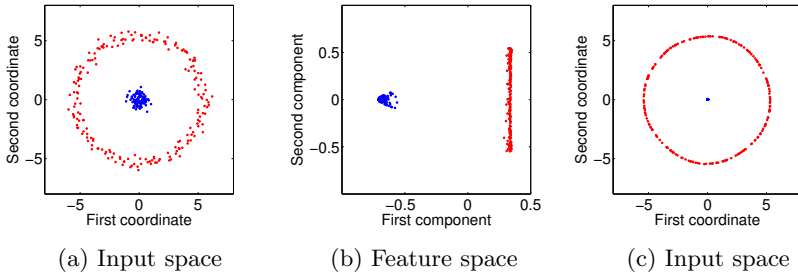 Second coordinate
5
0
−5
−5
0
5
First coordinate
(a) Input space
Second component
0.5
0
−0.5
−0.5
0
0.5
First component
(b) Feature space
Second coordinate
5
0
−5
−5
0
5
First coordinate
(c) Input space